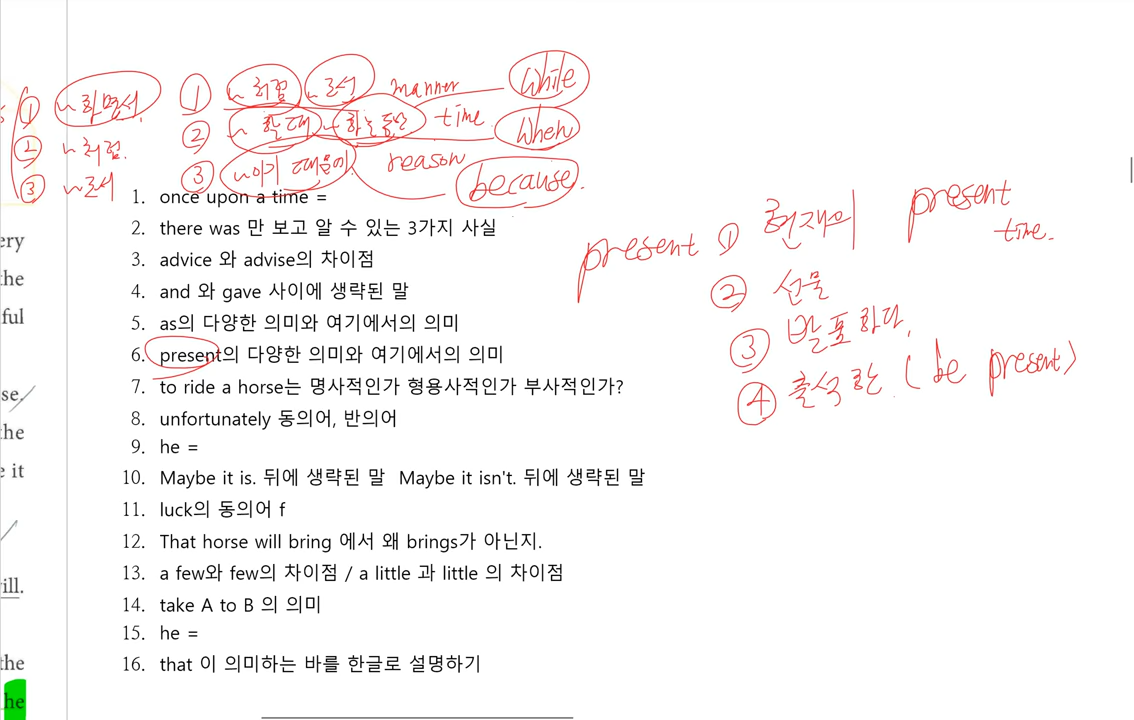 ① ~하면서
② ~처럼
③ ~로서
① ~처럼 ~로서 manner While
② ~할 때 ~하는 동안 time When
③ ~이기 때문에 reason because
ery
the
ful
se.
the
e it
ill.
the
he
1. once upon a time =
2. there was 만 보고 알 수 있는 3가지 사실
3. advice 와 advise의 차이점
4. and 와 gave 사이에 생략된 말
5. as의 다양한 의미와 여기에서의 의미
6. present의 다양한 의미와 여기에서의 의미
7. to ride a horse는 명사적인가 형용사적인가 부사적인가?
8. unfortunately 동의어, 반의어
9. he =
10. Maybe it is. 뒤에 생략된 말 Maybe it isn't. 뒤에 생략된 말
11. luck의 동의어 f
12. That horse will bring 에서 왜 brings가 아닌지.
13. a few와 few의 차이점 / a little 과 little 의 차이점
14. take A to B 의 의미
15. he =
16. that 이 의미하는 바를 한글로 설명하기
present ① 현재의 present time.
② 선물
③ 발표하다.
④ 출석한. (be present)